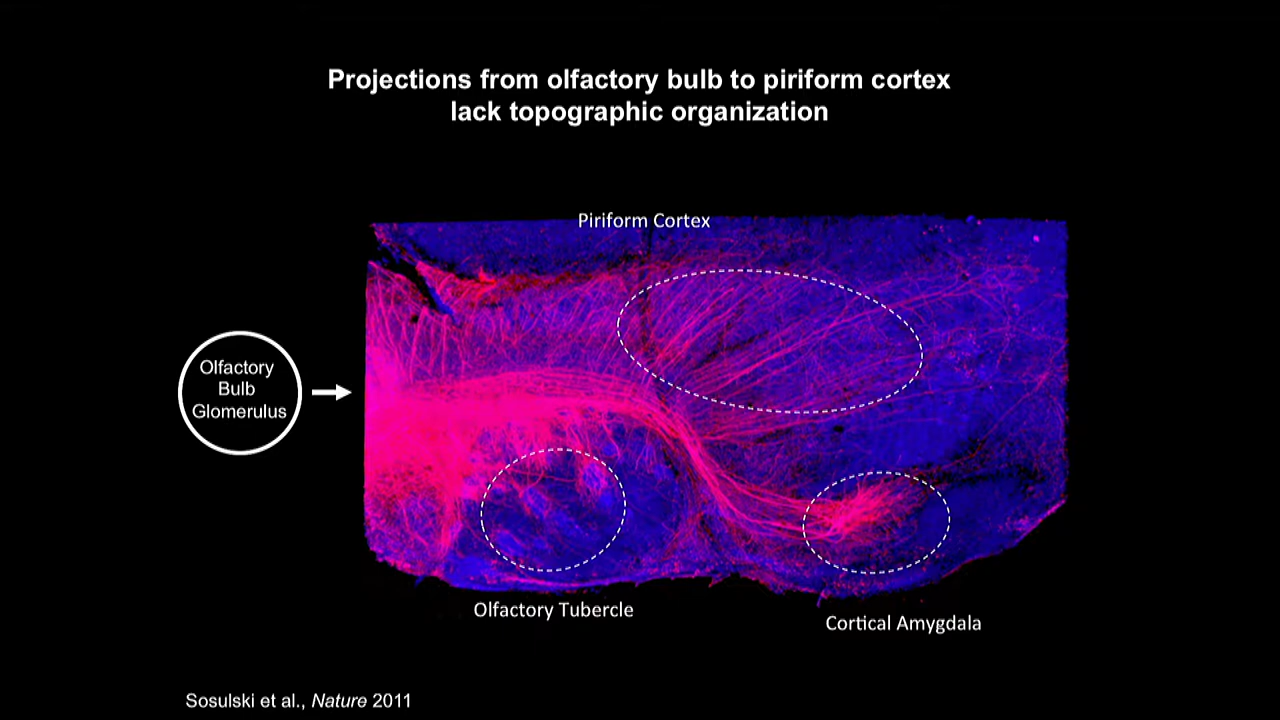 Projections from olfactory bulb to piriform cortex
lack topographic organization
Piriform Cortex
Olfactory
Bulb
Glomerulus
Olfactory Tubercle
Cortical Amygdala
Sosulski et al., Nature 2011